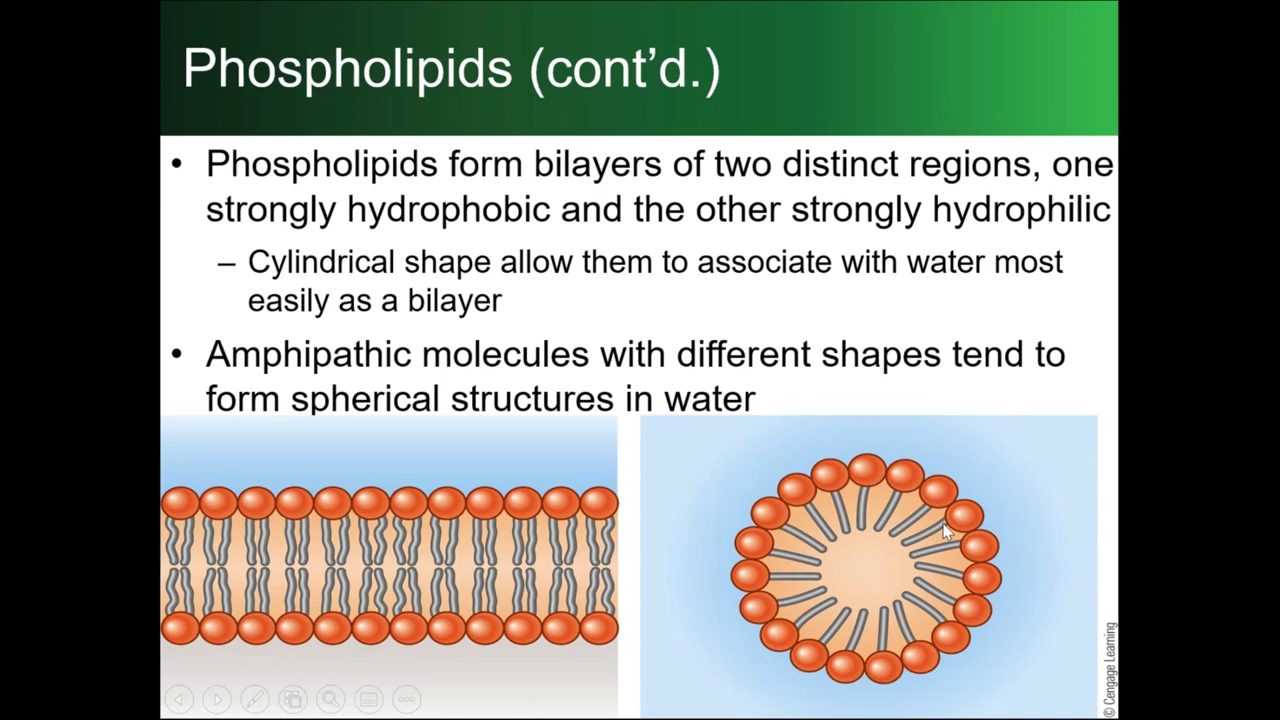 Phospholipids (cont’d.)
• Phospholipids form bilayers of two distinct regions, one
strongly hydrophobic and the other strongly hydrophilic
– Cylindrical shape allow them to associate with water most
easily as a bilayer
• Amphipathic molecules with different shapes tend to
form spherical structures in water
© Cengage Learning